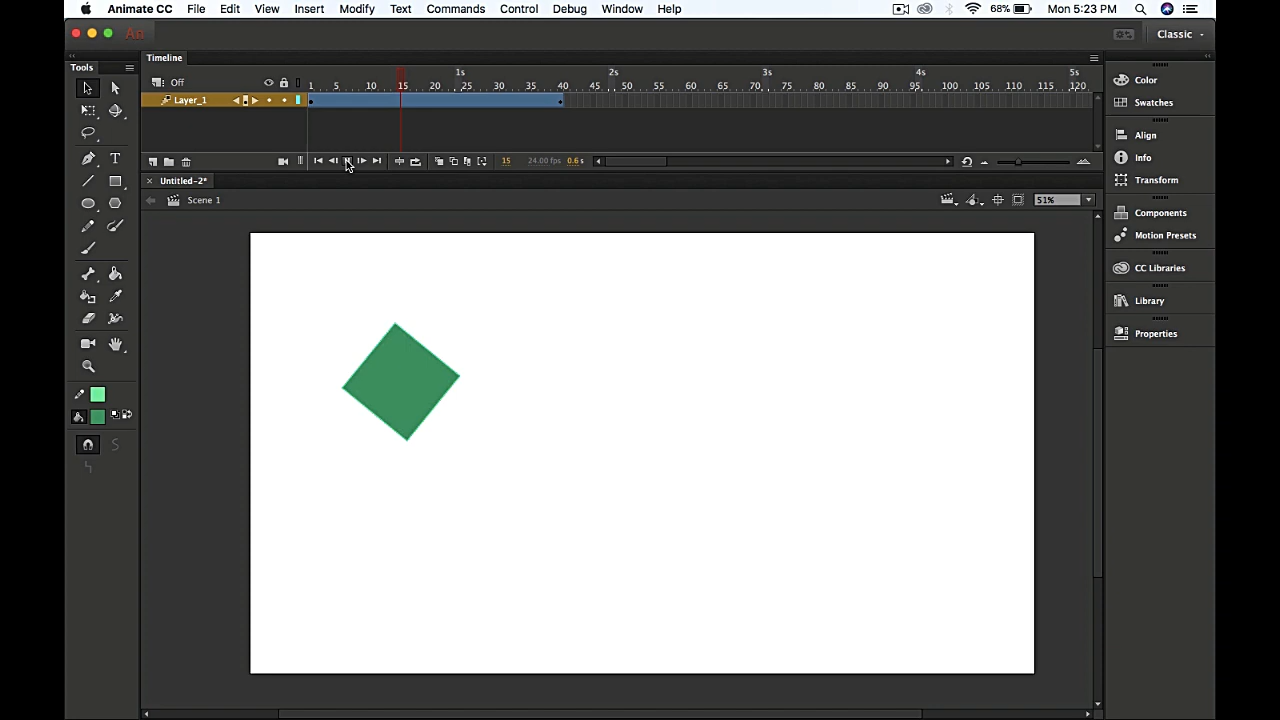 Animate CC File Edit View Insert Modify Text Commands Control Debug Window Help 68% Mon 5:23 PM
An Classic
Timeline
Tools
1s 2s 3s 4s 5s
Off
1 5 10 15 20 25 30 35 40 45 50 55 60 65 70 75 80 85 90 95 100 105 110 115 120
Layer_1
15 24.00 fps 0.6 s
Untitled-2*
Scene 1 51%
T
Color
Swatches
Align
Info
Transform
Components
Motion Presets
CC Libraries
Library
Properties